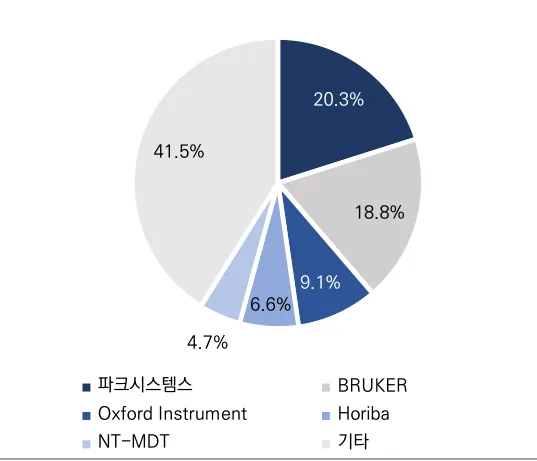 20.3%
41.5%
18.8%
9.1%
6.6%
4.7%
파크시스템스
BRUKER
Oxford Instrument
Horiba
NT-MDT
기타